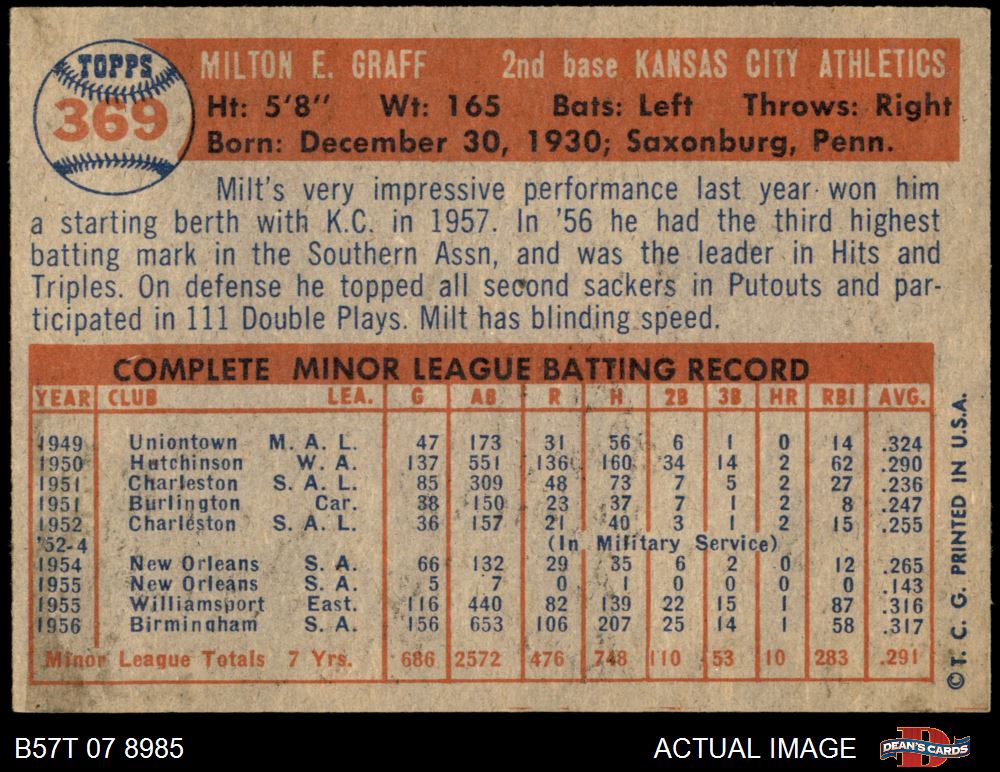 TOPPS
369
MILTON E. GRAFF 2nd base KANSAS CITY ATHLETICS
Ht: 5'8" Wt: 165 Bats: Left Throws: Right
Born: December 30, 1930; Saxonburg, Penn.
Milt's very impressive performance last year won him
a starting berth with K.C. in 1957. In '56 he had the third highest
batting mark in the Southern Assn, and was the leader in Hits and
Triples. On defense he topped all second sackers in Putouts and par-
ticipated in 111 Double Plays. Milt has blinding speed.
COMPLETE MINOR LEAGUE BATTING RECORD
YEAR CLUB LEA. G AB R H 2B 3B HR RBI AVG.
1949 Uniontown M. A. L. 47 173 31 56 6 1 0 14 .324
1950 Hutchinson W. A. 137 551 136 160 34 14 2 62 .290
1951 Charleston S. A. L. 85 309 48 73 7 5 2 27 .236
1951 Burlington Car. 38 150 23 37 7 1 2 8 .247
1952 Charleston S. A. L. 36 157 21 40 3 1 2 15 .255
'52-4 (In Military Service)
1954 New Orleans S. A. 66 132 29 35 6 2 0 12 .265
1955 New Orleans S. A. 5 7 0 1 0 0 0 0 .143
1955 Williamsport East. 116 440 82 139 22 15 1 87 .316
1956 Birmingham S. A. 156 653 106 207 25 14 1 58 .317
Minor League Totals 7 Yrs. 686 2572 476 748 110 53 10 283 .291
© T. C. G. PRINTED IN U.S.A.
B57T 07 8985 ACTUAL IMAGE
D
DEAN'S CARDS